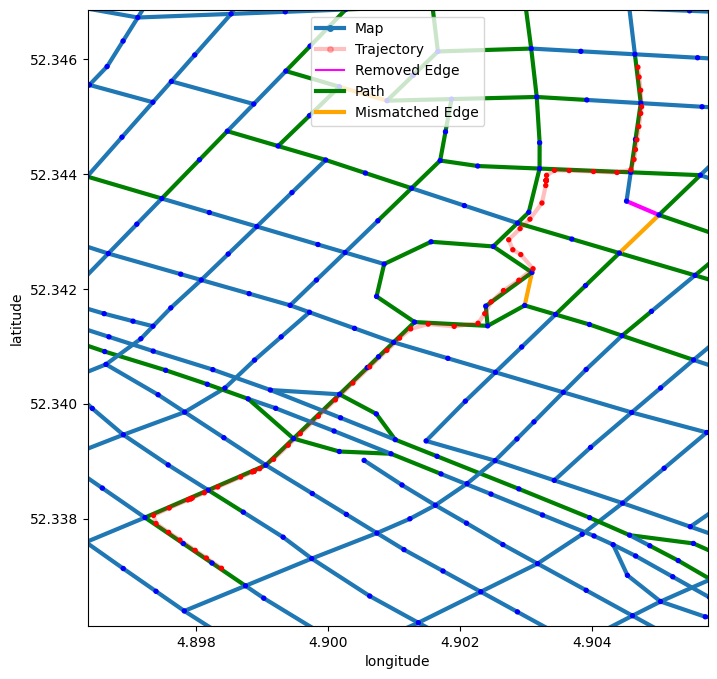 Map
Trajectory
Removed Edge
Path
Mismatched Edge
52.346
52.344
52.342
52.340
52.338
latitude
4.898
4.900
4.902
4.904
longitude